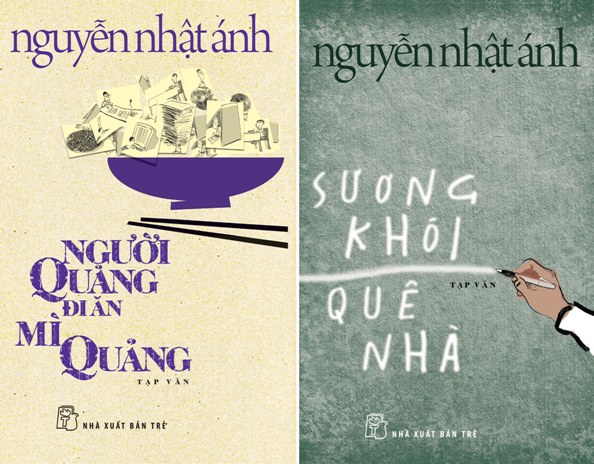 nguyễn nhật ánh
NGƯỜI
QUẢNG
ĐI ĂN
MÌ
QUẢNG
TẠP VĂN
NHÀ XUẤT BẢN TRẺ
nguyễn nhật ánh
SƯƠNG
KHÓI
TẠP VĂN
QUÊ
NHÀ
NHÀ XUẤT BẢN TRẺ